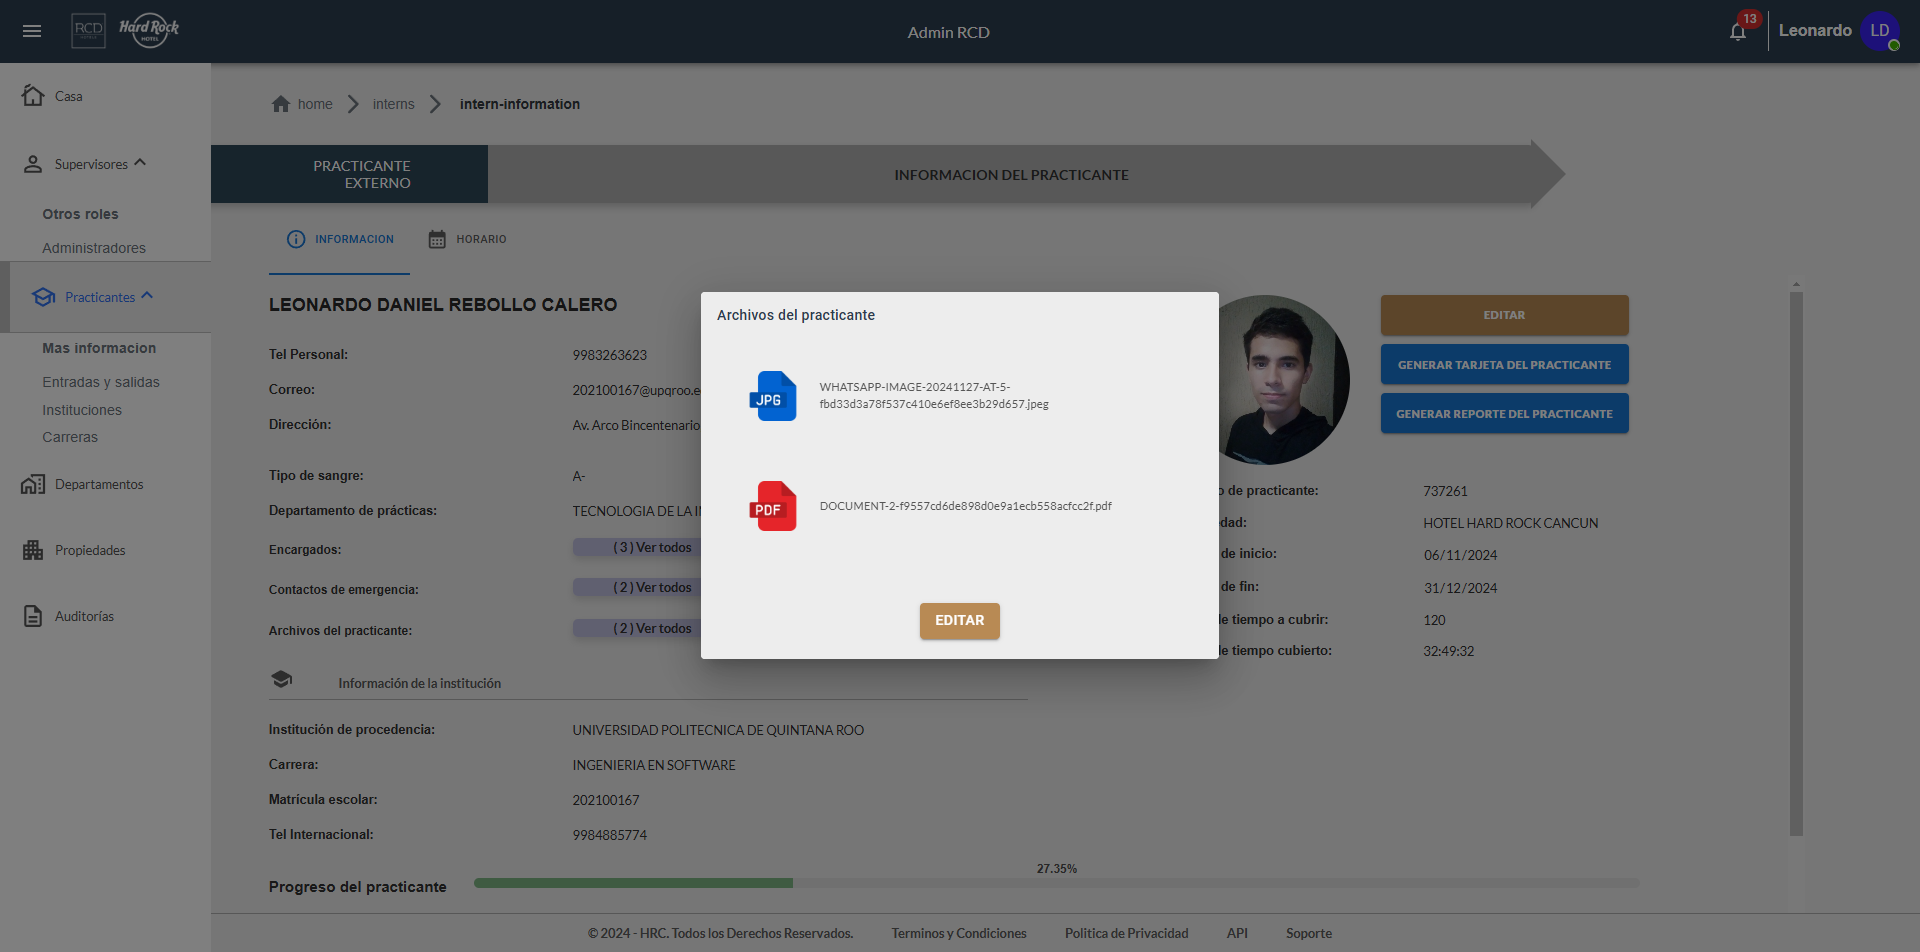 RCD
HOTELS
Hard Rock
HOTEL
Admin RCD
13
Leonardo
LD
Casa
Supervisores
Otros roles
Administradores
Practicantes
Mas informacion
Entradas y salidas
Instituciones
Carreras
Departamentos
Propiedades
Auditorías
home
interns
intern-information
PRACTICANTE
EXTERNO
INFORMACION DEL PRACTICANTE
INFORMACION
HORARIO
LEONARDO DANIEL REBOLLO CALERO
Tel Personal:
9983263623
Correo:
202100167@upqroo.e
Dirección:
Av. Arco Bincentenario
Tipo de sangre:
A-
Departamento de prácticas:
TECNOLOGIA DE LA I
Encargados:
( 3 ) Ver todos
Contactos de emergencia:
( 2 ) Ver todos
Archivos del practicante:
( 2 ) Ver todos
Archivos del practicante
JPG
WHATSAPP-IMAGE-20241127-AT-5-
fbd33d3a78f537c410e6ef8ee3b29d657.jpeg
PDF
DOCUMENT-2-f9557cd6de898d0e9a1ecb558acfcc2f.pdf
EDITAR
EDITAR
GENERAR TARJETA DEL PRACTICANTE
GENERAR REPORTE DEL PRACTICANTE
o de practicante:
737261
dad:
HOTEL HARD ROCK CANCUN
de inicio:
06/11/2024
de fin:
31/12/2024
le tiempo a cubrir:
120
le tiempo cubierto:
32:49:32
Información de la institución
Institución de procedencia:
UNIVERSIDAD POLITECNICA DE QUINTANA ROO
Carrera:
INGENIERIA EN SOFTWARE
Matrícula escolar:
202100167
Tel Internacional:
9984885774
Progreso del practicante
27.35%
© 2024 - HRC. Todos los Derechos Reservados.
Terminos y Condiciones
Politica de Privacidad
API
Soporte